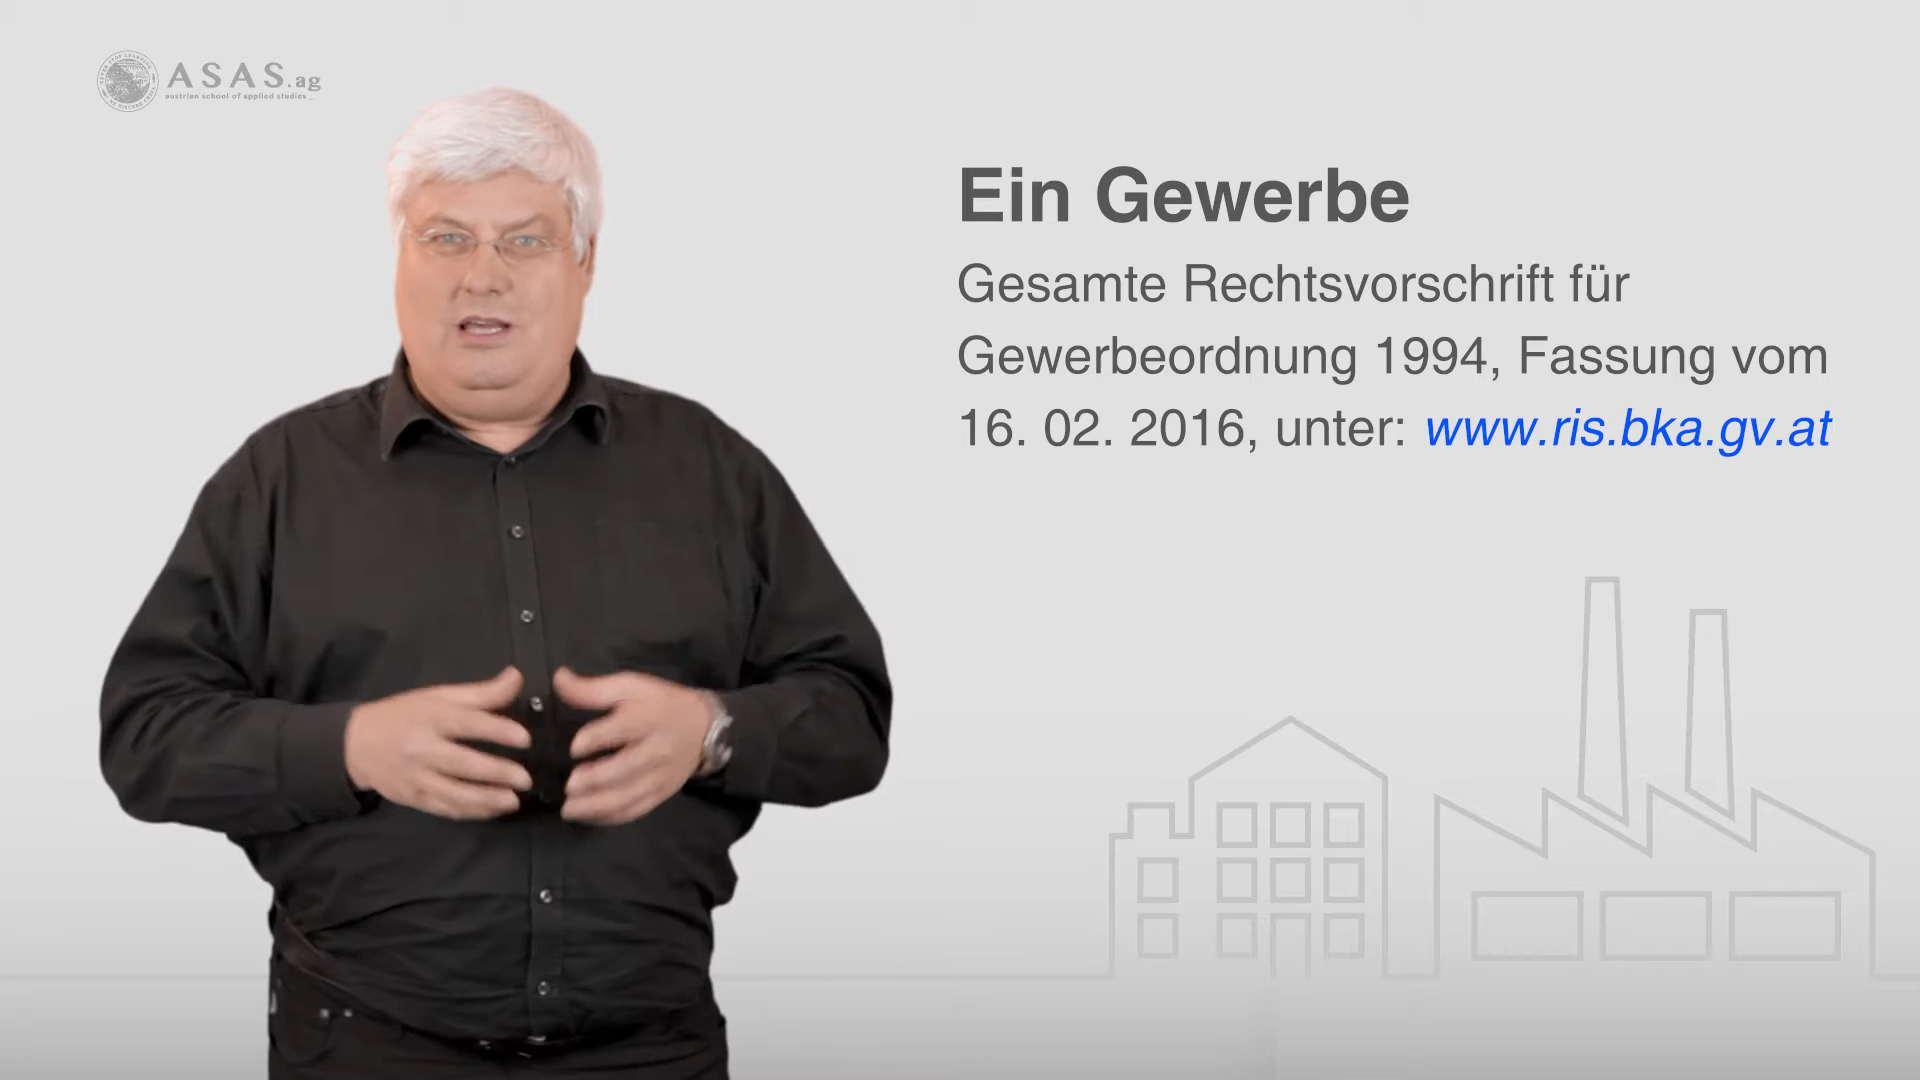 ASAS.ag
austrian school of applied studies_
Ein Gewerbe
Gesamte Rechtsvorschrift für
Gewerbeordnung 1994, Fassung vom
16. 02. 2016, unter: www.ris.bka.gv.at